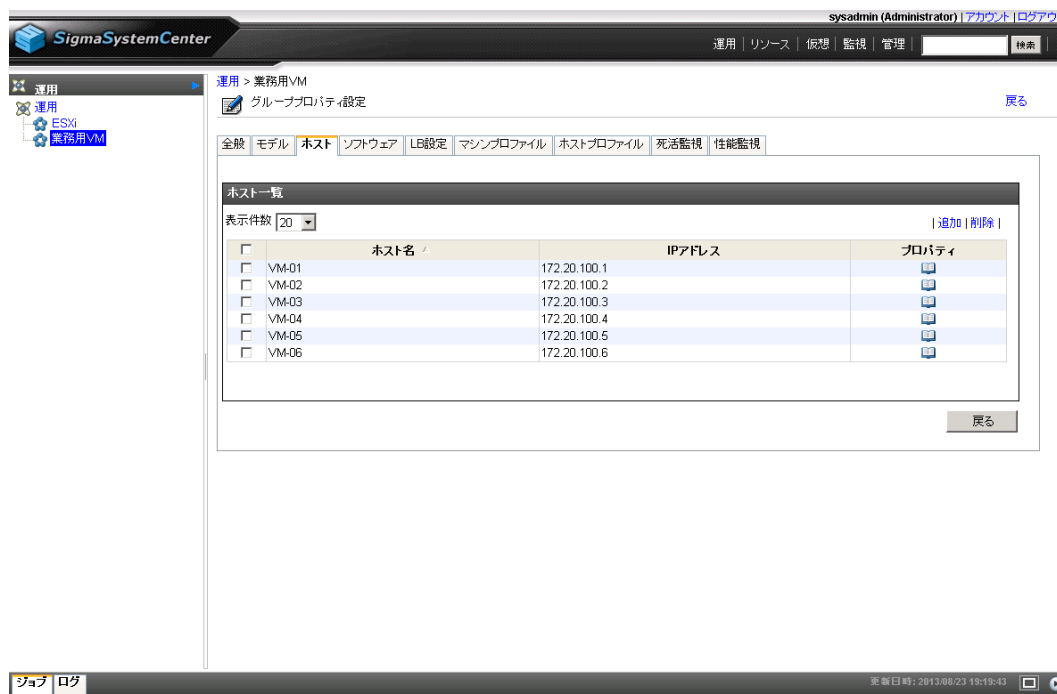 sysadmin (Administrator) | アカウント | ログアウ
SigmaSystemCenter
運用 | リソース | 仮想 | 監視 | 管理 | 検索 |
運用
運用
ESXi
業務用VM
運用 > 業務用VM
グループプロパティ設定
戻る
全般 モデル ホスト ソフトウェア LB設定 マシンプロファイル ホストプロファイル 死活監視 性能監視
ホスト一覧
表示件数 20
| 追加 | 削除 |
ホスト名 IPアドレス プロパティ
VM-01 172.20.100.1
VM-02 172.20.100.2
VM-03 172.20.100.3
VM-04 172.20.100.4
VM-05 172.20.100.5
VM-06 172.20.100.6
戻る
ジョブ ログ
更新日時: 2013/08/23 19:19:43